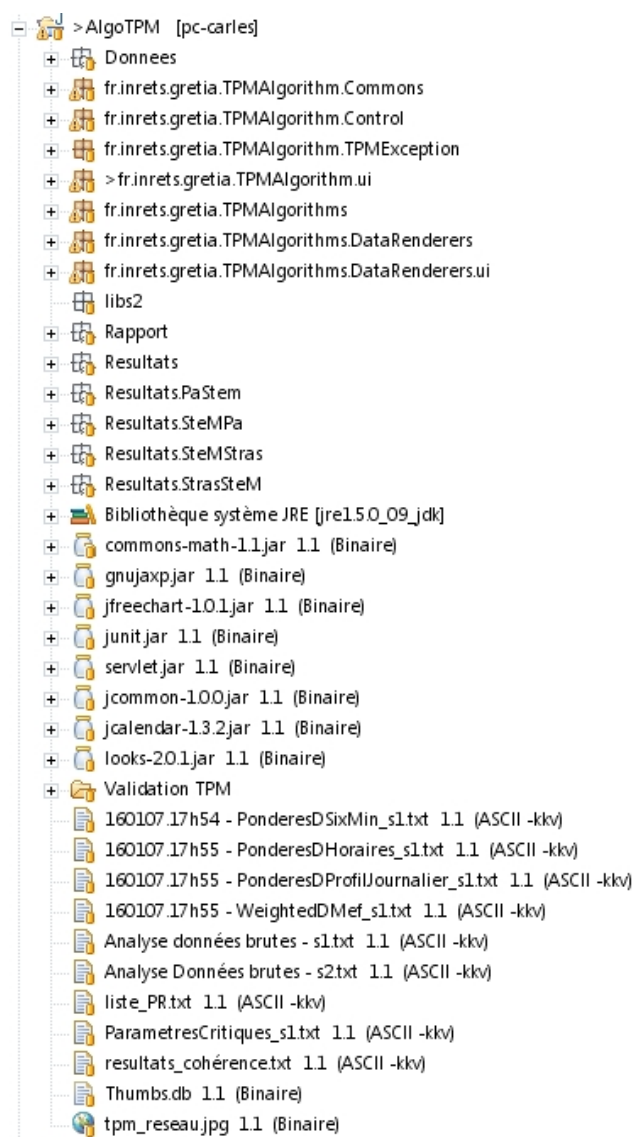 >AlgoTPM [pc-carles]
Donnees
fr.inrets.gretia.TPMAlgorithm.Commons
fr.inrets.gretia.TPMAlgorithm.Control
fr.inrets.gretia.TPMAlgorithm.TPMException
>fr.inrets.gretia.TPMAlgorithm.ui
fr.inrets.gretia.TPMAlgorithms
fr.inrets.gretia.TPMAlgorithms.DataRenderers
fr.inrets.gretia.TPMAlgorithms.DataRenderers.ui
libs2
Rapport
Resultats
Resultats.PaStem
Resultats.SteMPa
Resultats.SteMStras
Resultats.StrasSteM
Bibliothèque système JRE [jre1.5.0_09_jdk]
commons-math-1.1.jar 1.1 (Binaire)
gnujaxp.jar 1.1 (Binaire)
jfreechart-1.0.1.jar 1.1 (Binaire)
junit.jar 1.1 (Binaire)
servlet.jar 1.1 (Binaire)
jcommon-1.0.0.jar 1.1 (Binaire)
jcalendar-1.3.2.jar 1.1 (Binaire)
looks-2.0.1.jar 1.1 (Binaire)
Validation TPM
160107.17h54 - PonderesDSixMin_s1.txt 1.1 (ASCII -kkv)
160107.17h55 - PonderesDHoraires_s1.txt 1.1 (ASCII -kkv)
160107.17h55 - PonderesDProfilJournalier_s1.txt 1.1 (ASCII -kkv)
160107.17h55 - WeightedDMef_s1.txt 1.1 (ASCII -kkv)
Analyse données brutes - s1.txt 1.1 (ASCII -kkv)
Analyse Données brutes - s2.txt 1.1 (ASCII -kkv)
liste_PR.txt 1.1 (ASCII -kkv)
ParametresCritiques_s1.txt 1.1 (ASCII -kkv)
resultats_cohérence.txt 1.1 (ASCII -kkv)
Thumbs.db 1.1 (Binaire)
tpm_reseau.jpg 1.1 (Binaire)